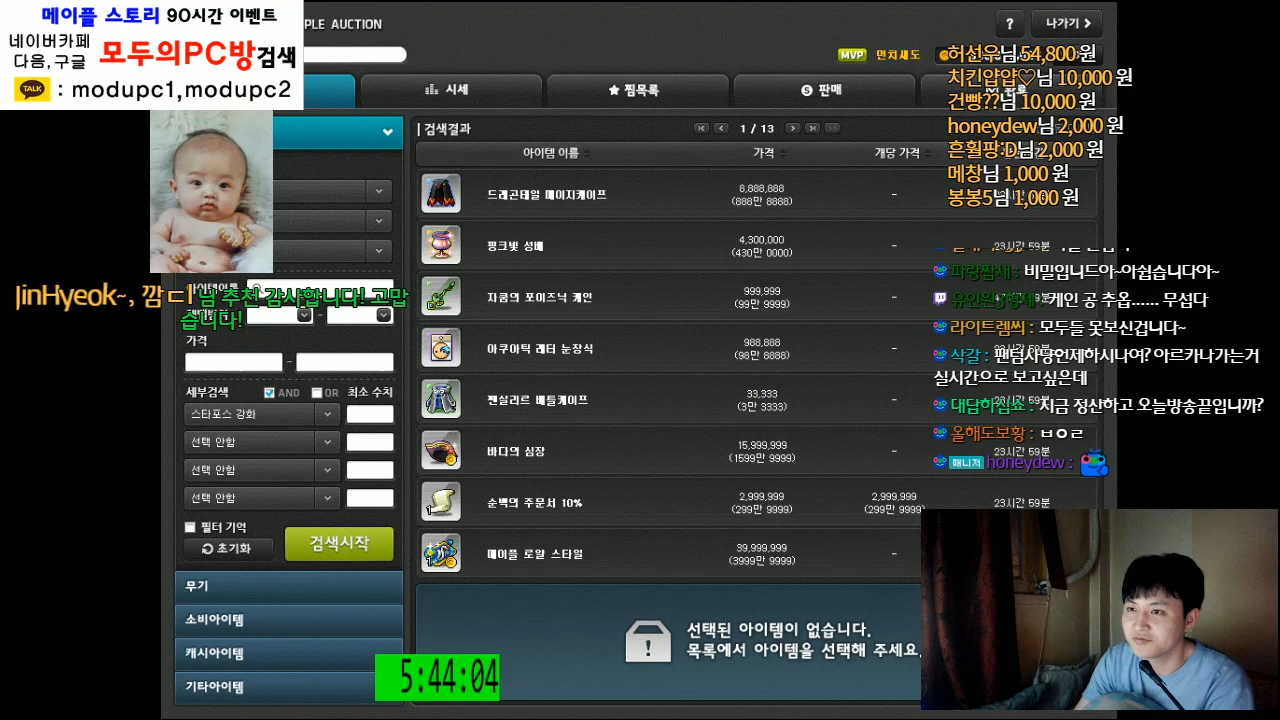 메이플 스토리 90시간 이벤트
네이버카페
다음,구글
모두의PC방검색
TALK : modupc1,modupc2
PLE AUCTION
?
나가기
MVP 먼치세도
시세
찜목록
판매
허선우님 54,800 원
치킨얍얍♡님 10,000 원
건빵??님 10,000 원
honeydew님 2,000 원
흔훨팡:D님 2,000 원
메창님 1,000 원
봉봉5님 1,000 원
검색결과
1 / 13
아이템 이름
가격
개당 가격
드래곤테일 메이지케이프
8,888,888
(888만 8888)
-
핑크빛 성배
4,300,000
(430만 0000)
-
23시간 59분
자쿰의 포이즈닉 케인
999,999
(99만 9999)
-
아쿠아틱 레터 눈장식
988,888
(98만 8888)
-
펜살리르 배틀케이프
33,333
(3만 3333)
-
바다의 심장
15,999,999
(1599만 9999)
-
순백의 주문서 10%
2,999,999
(299만 9999)
2,999,999
(299만 9999)
23시간 59분
메이플 로얄 스타일
39,999,999
(3999만 9999)
-
JinHyeok~, 깜ㄷl님 추천 감사합니다! 고맙
습니다!
가격
-
세부검색
AND
OR
최소 수치
스타포스 강화
선택 안함
선택 안함
선택 안함
필터 기억
초기화
검색시작
무기
소비아이템
캐시아이템
기타아이템
5:44:04
선택된 아이템이 없습니다.
목록에서 아이템을 선택해 주세요.
파랑짬새 : 비밀입니드아~아쉽습니다아~
케인 공 추옵...... 무섭다
라이트렘씌 : 모두들 못보신겁니다~
삭갈 : 팬텀사냥언제하시나여? 아르카나가는거
실시간으로 보고싶은데
대답하십쇼 : 지금 정산하고 오늘방송끝입니까?
올해도보황 : ㅂㅇㄹ
매니저 honeydew :